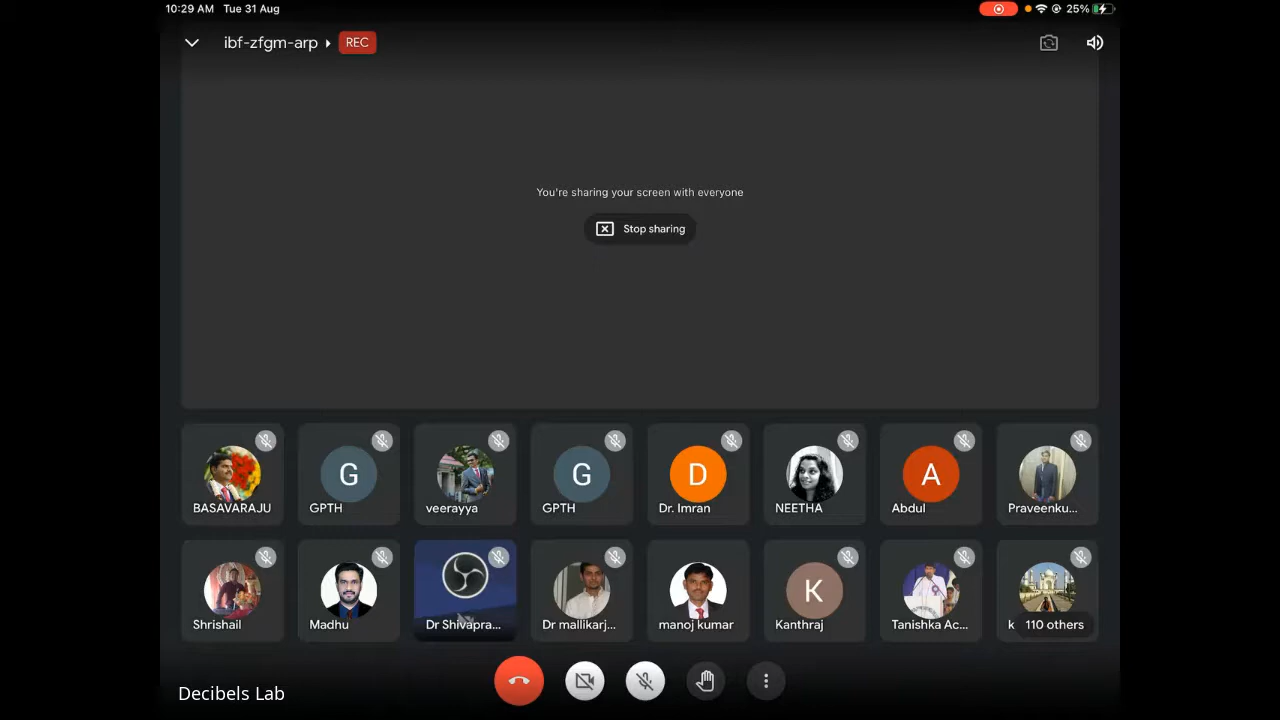 10:29 AM Tue 31 Aug 25%
ibf-zfgm-arp REC
You're sharing your screen with everyone
Stop sharing
G G D A
BASAVARAJU GPTH veerayya GPTH Dr. Imran NEETHA Abdul Praveenku...
K
Shrishail Madhu Dr Shivapra... Dr mallikarj... manoj kumar Kanthraj Tanishka Ac... k 110 others
Decibels Lab